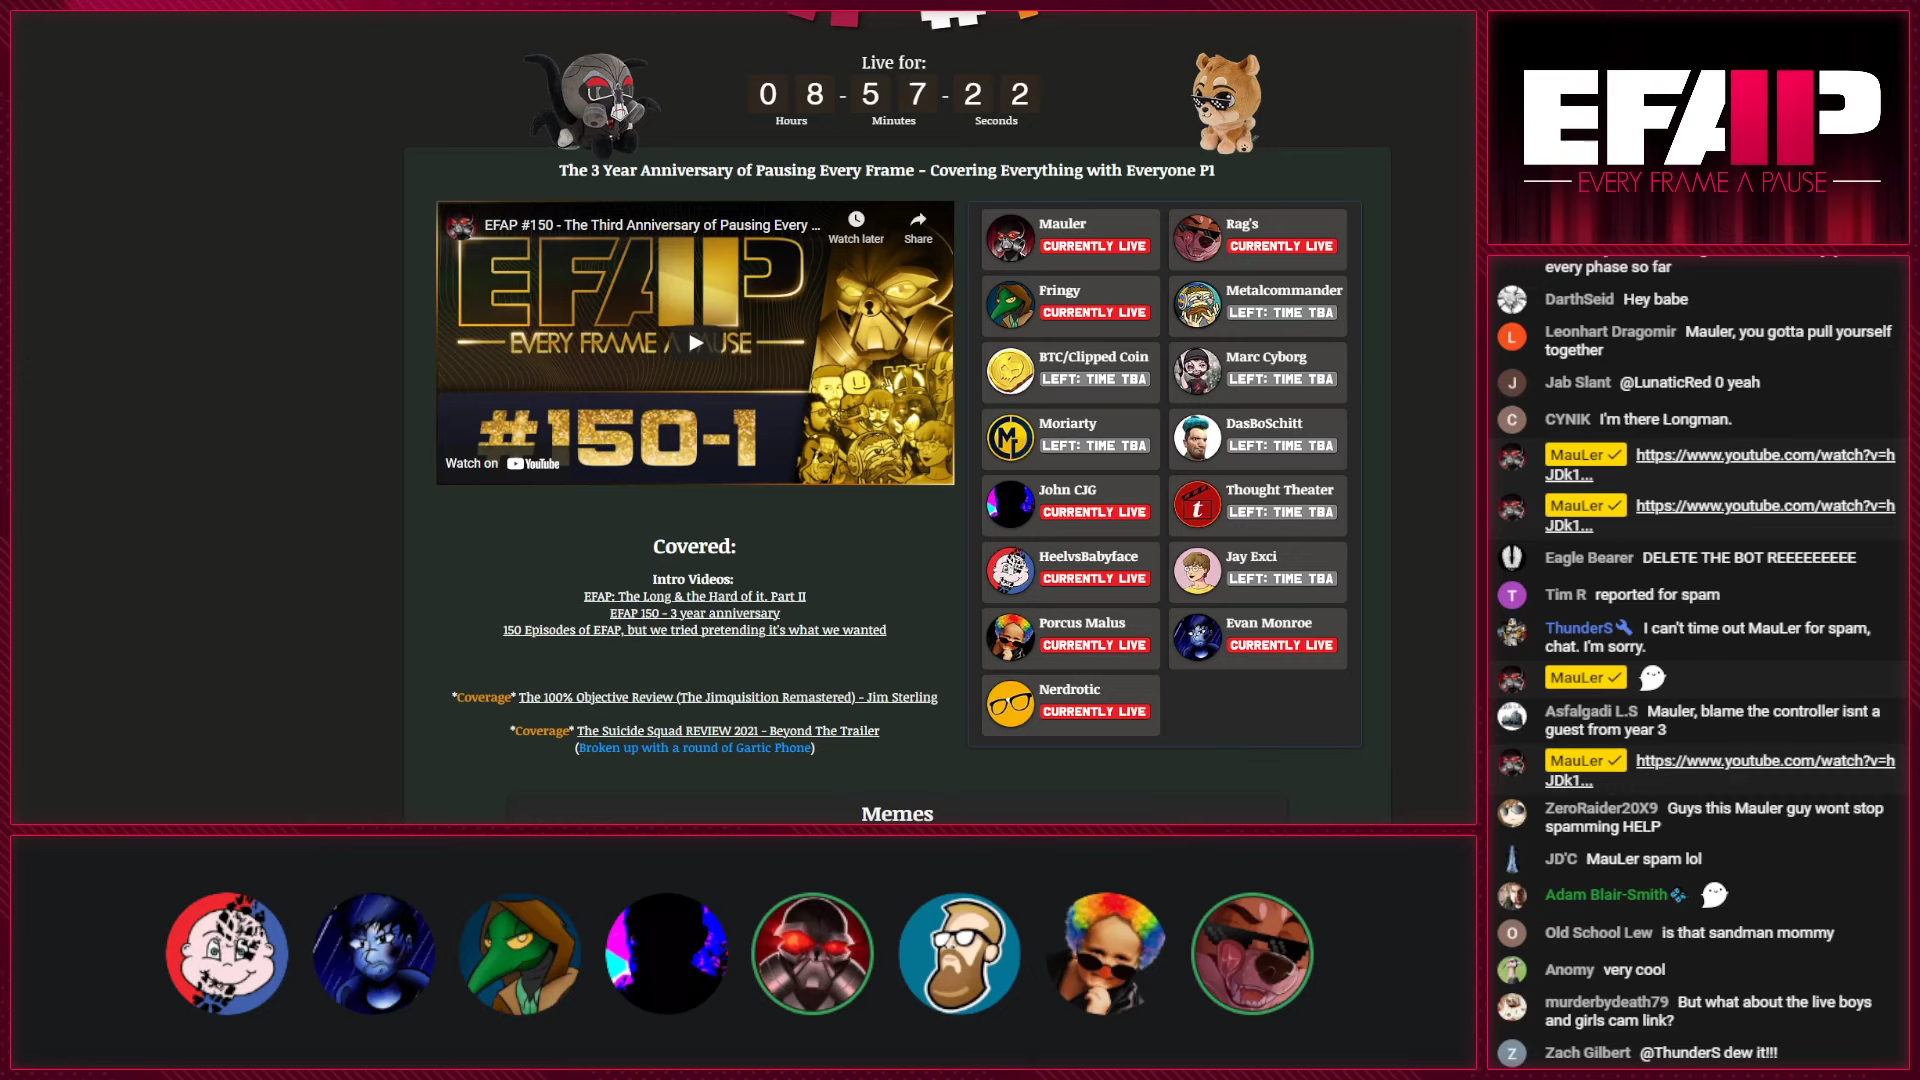 Live for:
0 8 - 5 7 - 2 2
Hours Minutes Seconds
The 3 Year Anniversary of Pausing Every Frame - Covering Everything with Everyone P1
EFAP #150 - The Third Anniversary of Pausing Every ...
Watch later Share
EFAP
EVERY FRAME A PAUSE
#150-1
Watch on YouTube
Covered:
Intro Videos:
EFAP: The Long & the Hard of it. Part II
EFAP 150 - 3 year anniversary
150 Episodes of EFAP, but we tried pretending it's what we wanted
*Coverage* The 100% Objective Review (The Jimquisition Remastered) - Jim Sterling
*Coverage* The Suicide Squad REVIEW 2021 - Beyond The Trailer
(Broken up with a round of Gartic Phone)
Mauler
CURRENTLY LIVE
Rag's
CURRENTLY LIVE
Fringy
CURRENTLY LIVE
Metalcommander
LEFT: TIME TBA
BTC/Clipped Coin
LEFT: TIME TBA
Marc Cyborg
LEFT: TIME TBA
Moriarty
LEFT: TIME TBA
DasBoSchitt
LEFT: TIME TBA
John CJG
CURRENTLY LIVE
Thought Theater
LEFT: TIME TBA
HeelvsBabyface
CURRENTLY LIVE
Jay Exci
LEFT: TIME TBA
Porcus Malus
CURRENTLY LIVE
Evan Monroe
CURRENTLY LIVE
Nerdrotic
CURRENTLY LIVE
Memes
EFAP
EVERY FRAME A PAUSE
every phase so far
DarthSeid Hey babe
Leonhart Dragomir Mauler, you gotta pull yourself
together
Jab Slant @LunaticRed 0 yeah
CYNIK I'm there Longman.
MauLer https://www.youtube.com/watch?v=h
JDk1...
MauLer https://www.youtube.com/watch?v=h
JDk1...
Eagle Bearer DELETE THE BOT REEEEEEEEE
Tim R reported for spam
ThunderS I can't time out MauLer for spam,
chat. I'm sorry.
MauLer
Asfalgadi L.S Mauler, blame the controller isnt a
guest from year 3
MauLer https://www.youtube.com/watch?v=h
JDk1...
ZeroRaider20X9 Guys this Mauler guy wont stop
spamming HELP
JD'C MauLer spam lol
Adam Blair-Smith
Old School Lew is that sandman mommy
Anomy very cool
murderbydeath79 But what about the live boys
and girls cam link?
Zach Gilbert @ThunderS dew it!!!